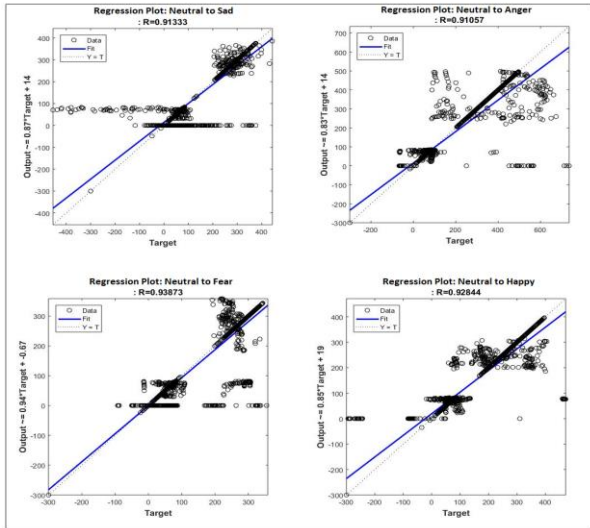 Regression Plot: Neutral to Sad
: R=0.91333
Data
Fit
Y = T
Output ~= 0.87*Target + 14
400
300
200
100
0
-100
-200
-300
-400
-400 -300 -200 -100 0 100 200 300 400
Target
Regression Plot: Neutral to Anger
: R=0.91057
Data
Fit
Y = T
Output ~= 0.83*Target + 14
700
600
500
400
300
200
100
0
-100
-200
-300
-200 0 200 400 600
Target
Regression Plot: Neutral to Fear
: R=0.93873
Data
Fit
Y = T
Output ~= 0.94*Target + -0.67
300
200
100
0
-100
-200
-300
-300 -200 -100 0 100 200 300
Target
Regression Plot: Neutral to Happy
: R=0.92844
Data
Fit
Y = T
Output ~= 0.85*Target + 19
400
300
200
100
0
-100
-200
-300
-300 -200 -100 0 100 200 300 400
Target